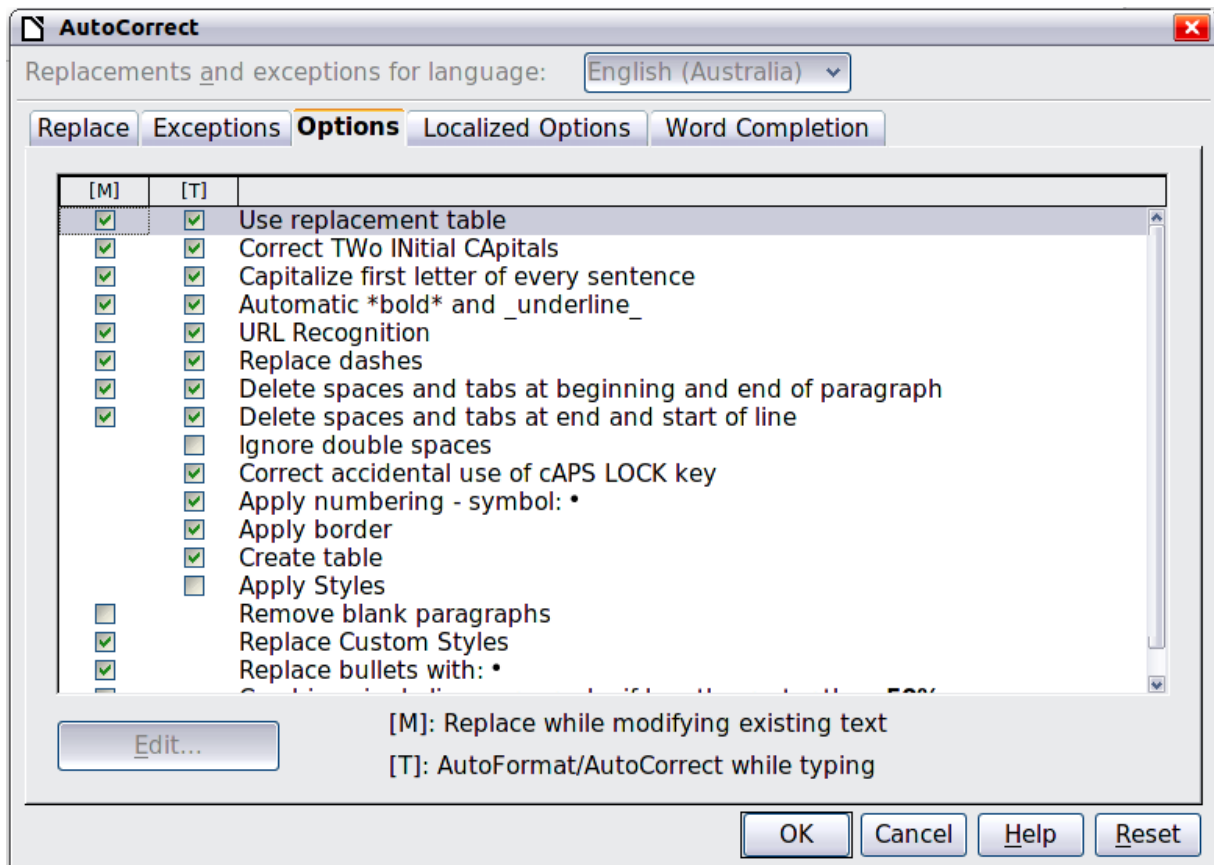 AutoCorrect
Replacements and exceptions for language: English (Australia)
Replace Exceptions Options Localized Options Word Completion
[M] [T]
Use replacement table
Correct TWo INitial CApitals
Capitalize first letter of every sentence
Automatic *bold* and _underline_
URL Recognition
Replace dashes
Delete spaces and tabs at beginning and end of paragraph
Delete spaces and tabs at end and start of line
Ignore double spaces
Correct accidental use of cAPS LOCK key
Apply numbering - symbol: •
Apply border
Create table
Apply Styles
Remove blank paragraphs
Replace Custom Styles
Replace bullets with: •
Edit...
[M]: Replace while modifying existing text
[T]: AutoFormat/AutoCorrect while typing
OK Cancel Help Reset